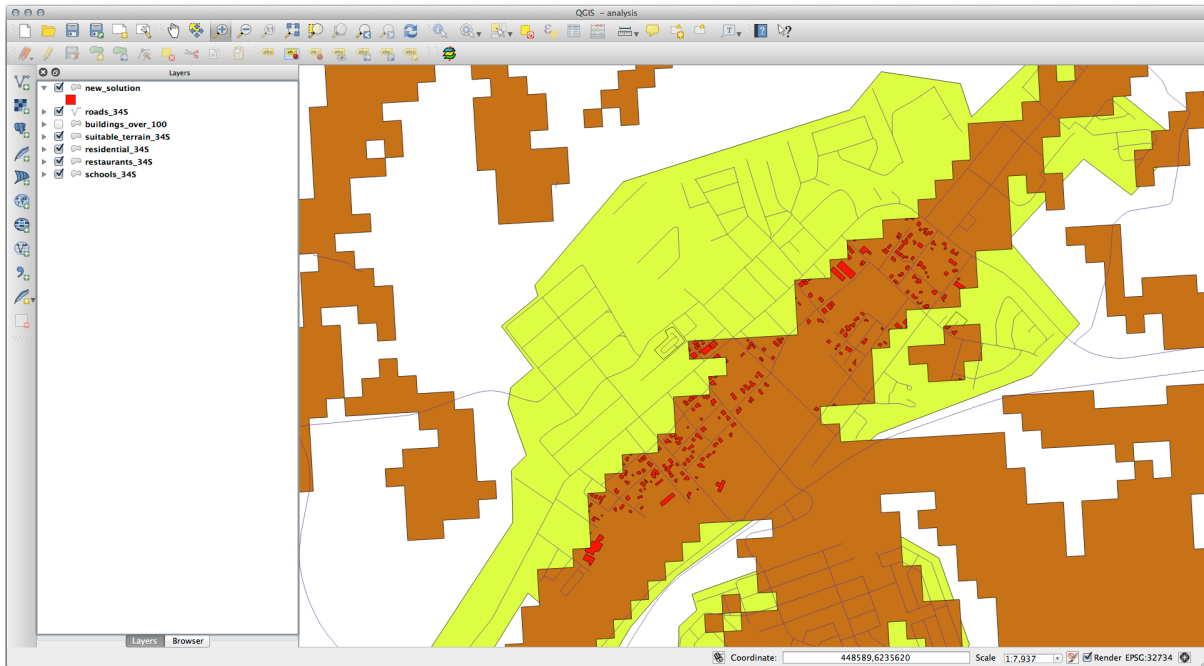 QGIS - analysis
Layers
new_solution
roads_34S
buildings_over_100
suitable_terrain_34S
residential_34S
restaurants_34S
schools_34S
Layers Browser
Coordinate: 448589,6235620 Scale 1:7,937 Render EPSG:32734